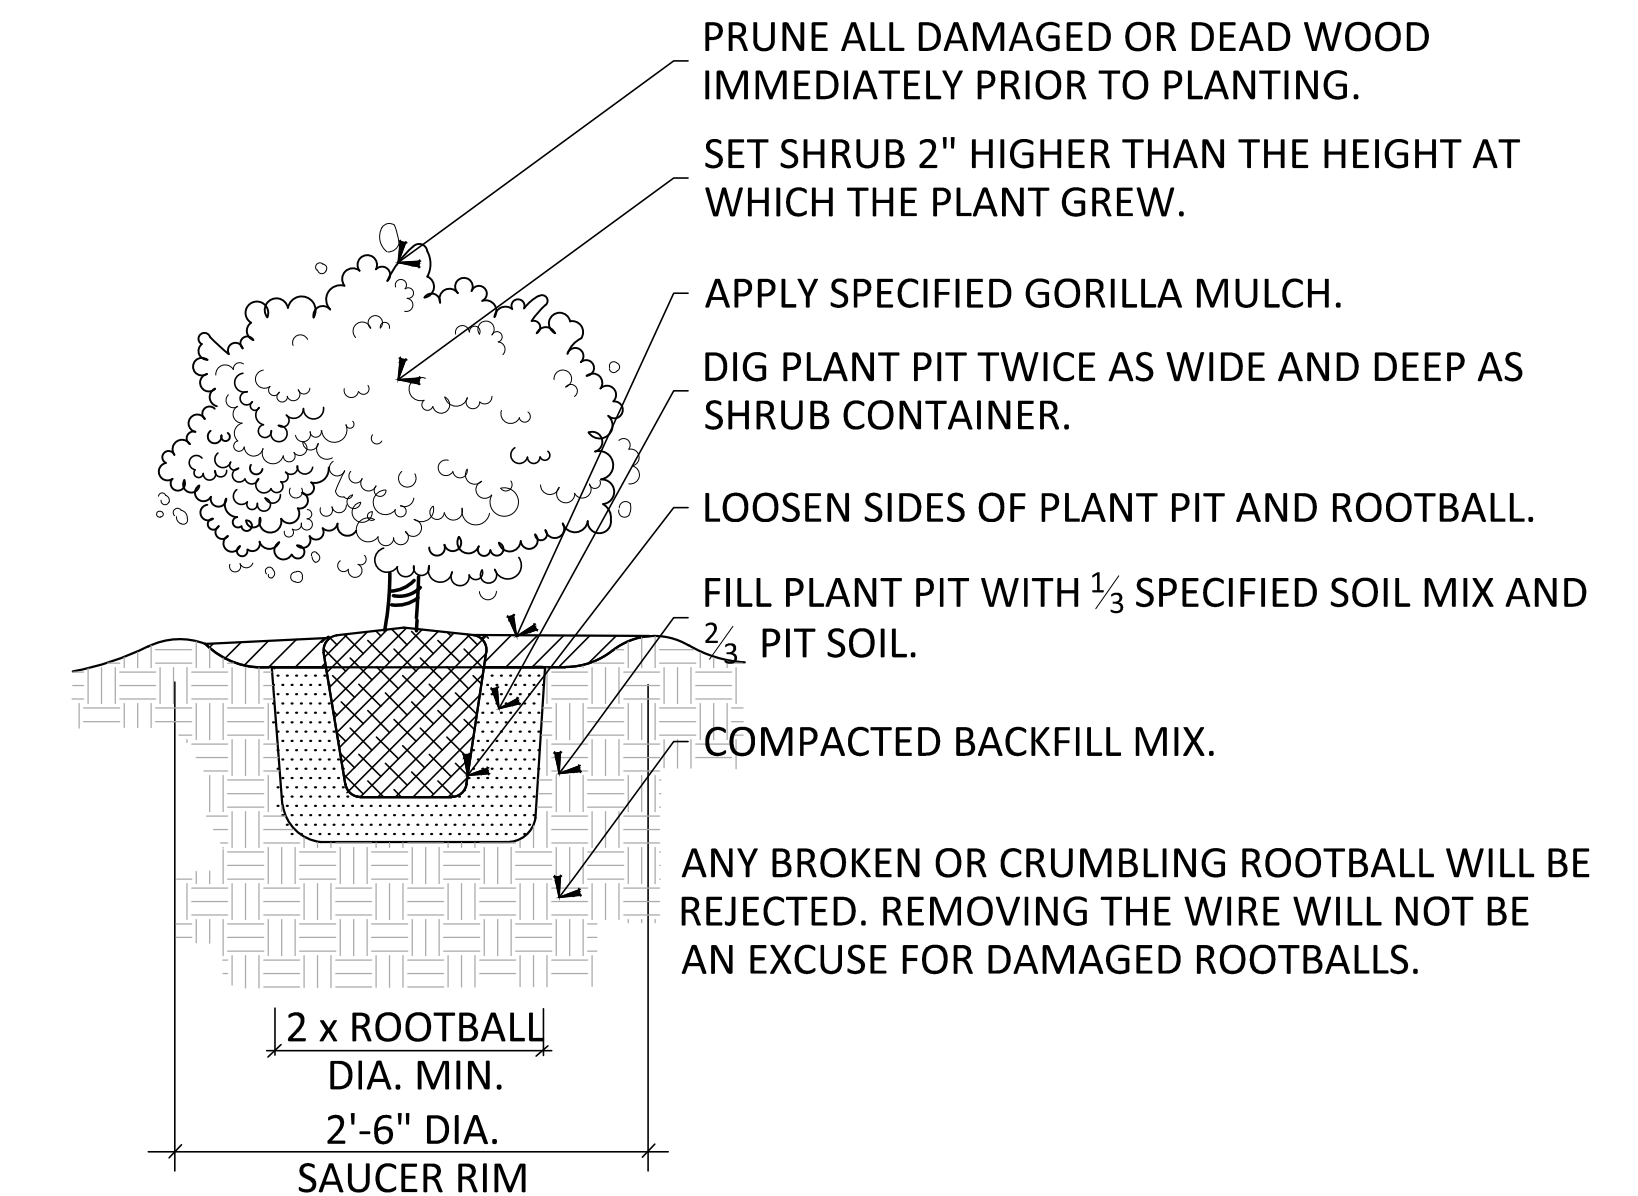 PRUNE ALL DAMAGED OR DEAD WOOD
IMMEDIATELY PRIOR TO PLANTING.
SET SHRUB 2" HIGHER THAN THE HEIGHT AT
WHICH THE PLANT GREW.
APPLY SPECIFIED GORILLA MULCH.
DIG PLANT PIT TWICE AS WIDE AND DEEP AS
SHRUB CONTAINER.
LOOSEN SIDES OF PLANT PIT AND ROOTBALL.
FILL PLANT PIT WITH 1/3 SPECIFIED SOIL MIX AND
2/3 PIT SOIL.
COMPACTED BACKFILL MIX.
ANY BROKEN OR CRUMBLING ROOTBALL WILL BE
REJECTED. REMOVING THE WIRE WILL NOT BE
AN EXCUSE FOR DAMAGED ROOTBALLS.
2 x ROOTBALL
DIA. MIN.
2'-6" DIA.
SAUCER RIM